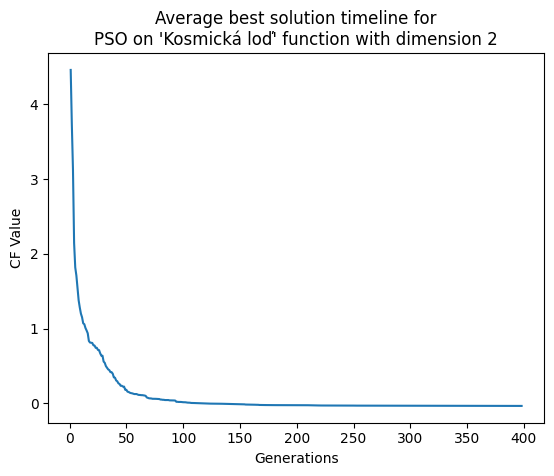 Average best solution timeline for
PSO on 'Kosmická loď' function with dimension 2
CF Value
4
3
2
1
0
0 50 100 150 200 250 300 350 400
Generations